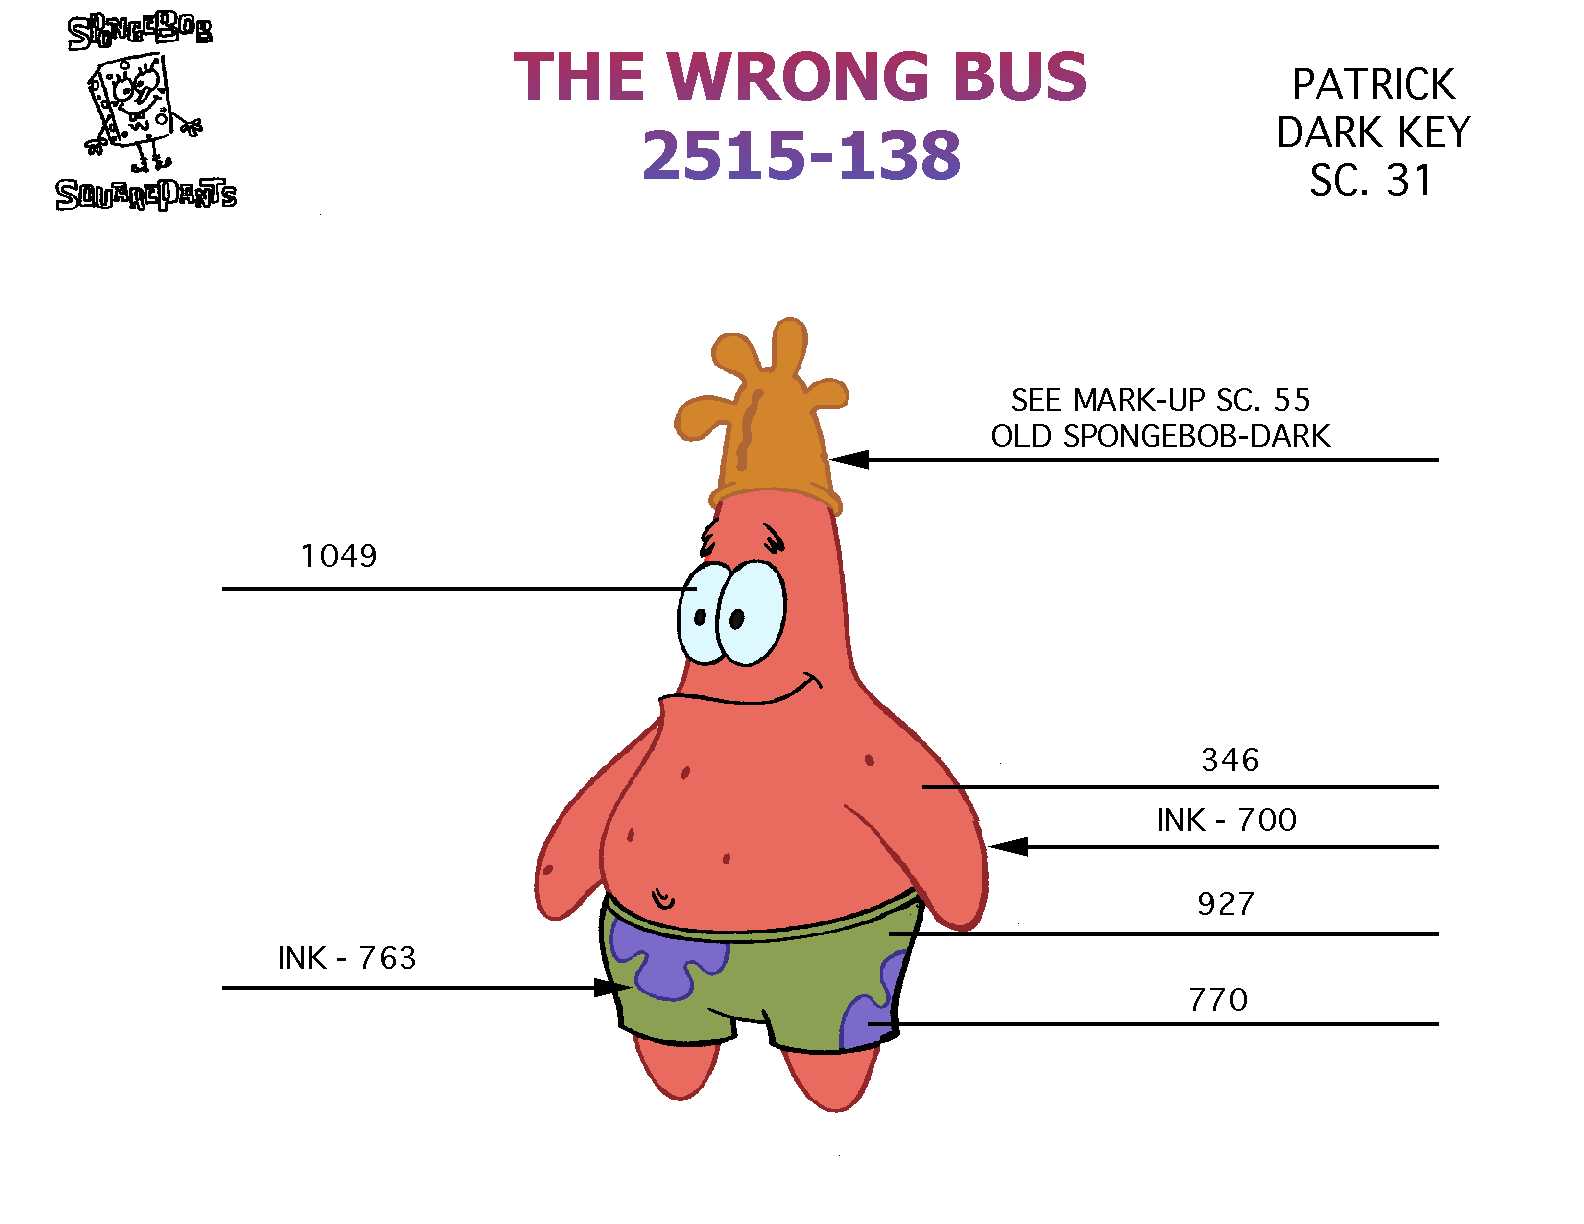 SPONGEBOB
SQUAREPANTS
THE WRONG BUS
2515-138
PATRICK
DARK KEY
SC. 31
SEE MARK-UP SC. 55
OLD SPONGEBOB-DARK
1049
346
INK - 700
927
INK - 763
770